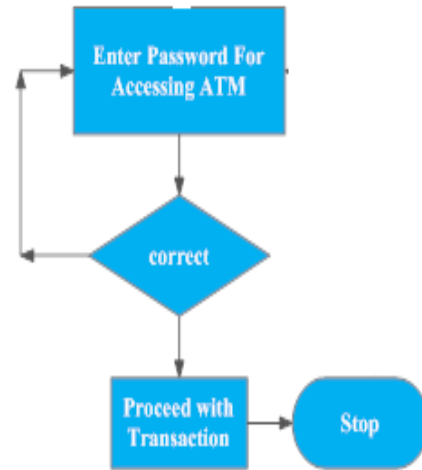 Enter Password For
Accessing ATM
correct
Proceed with
Transaction
Stop